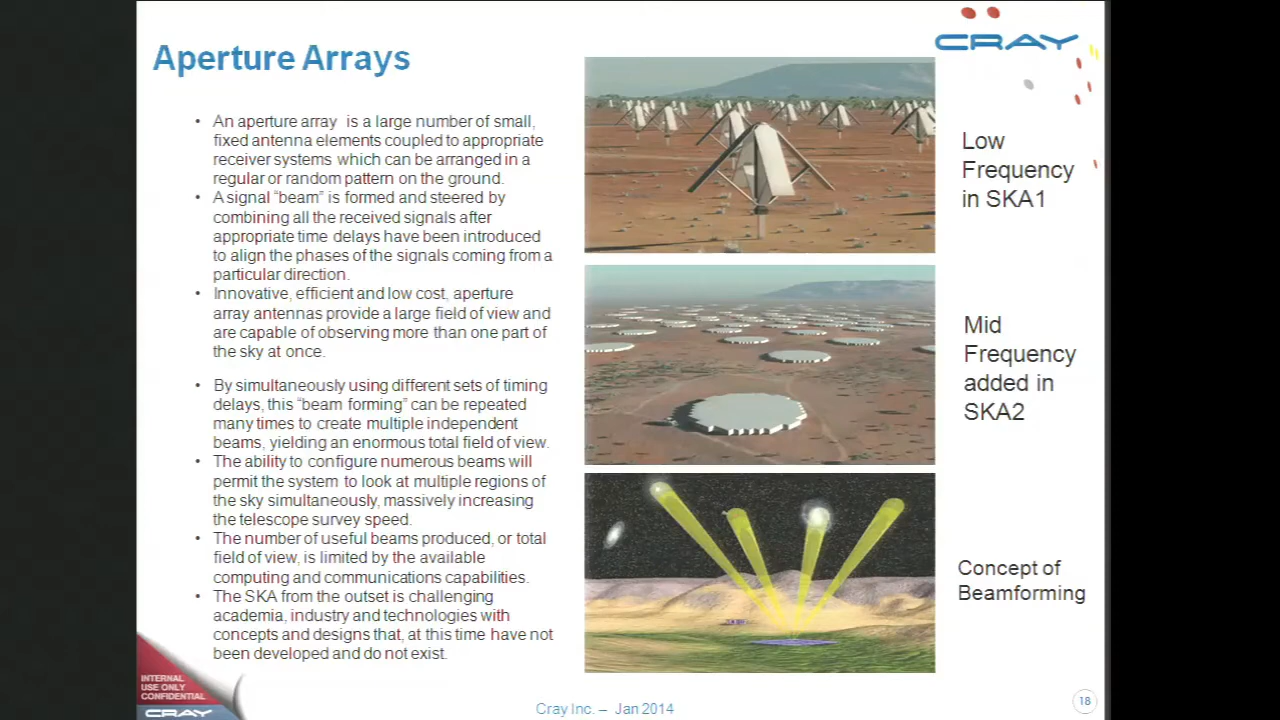 Aperture Arrays
CRAY
• An aperture array is a large number of small,
fixed antenna elements coupled to appropriate
receiver systems which can be arranged in a
regular or random pattern on the ground.
• A signal “beam” is formed and steered by
combining all the received signals after
appropriate time delays have been introduced
to align the phases of the signals coming from a
particular direction.
• Innovative, efficient and low cost, aperture
array antennas provide a large field of view and
are capable of observing more than one part of
the sky at once.
• By simultaneously using different sets of timing
delays, this “beam forming” can be repeated
many times to create multiple independent
beams, yielding an enormous total field of view.
• The ability to configure numerous beams will
permit the system to look at multiple regions of
the sky simultaneously, massively increasing
the telescope survey speed.
• The number of useful beams produced, or total
field of view, is limited by the available
computing and communications capabilities.
• The SKA from the outset is challenging
academia, industry and technologies with
concepts and designs that, at this time have not
been developed and do not exist.
Low
Frequency
in SKA1
Mid
Frequency
added in
SKA2
Concept of
Beamforming
INTERNAL
USE ONLY
CONFIDENTIAL
CRAY
Cray Inc. – Jan 2014
18